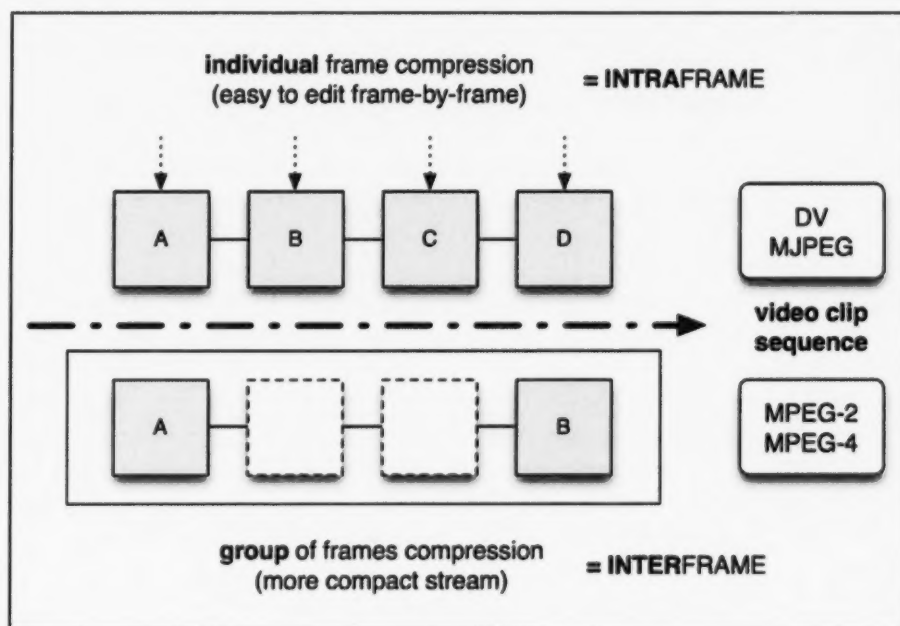 individual frame compression
(easy to edit frame-by-frame)
= INTRAFRAME
A
B
C
D
DV
MJPEG
video clip
sequence
A
B
MPEG-2
MPEG-4
group of frames compression
(more compact stream)
= INTERFRAME